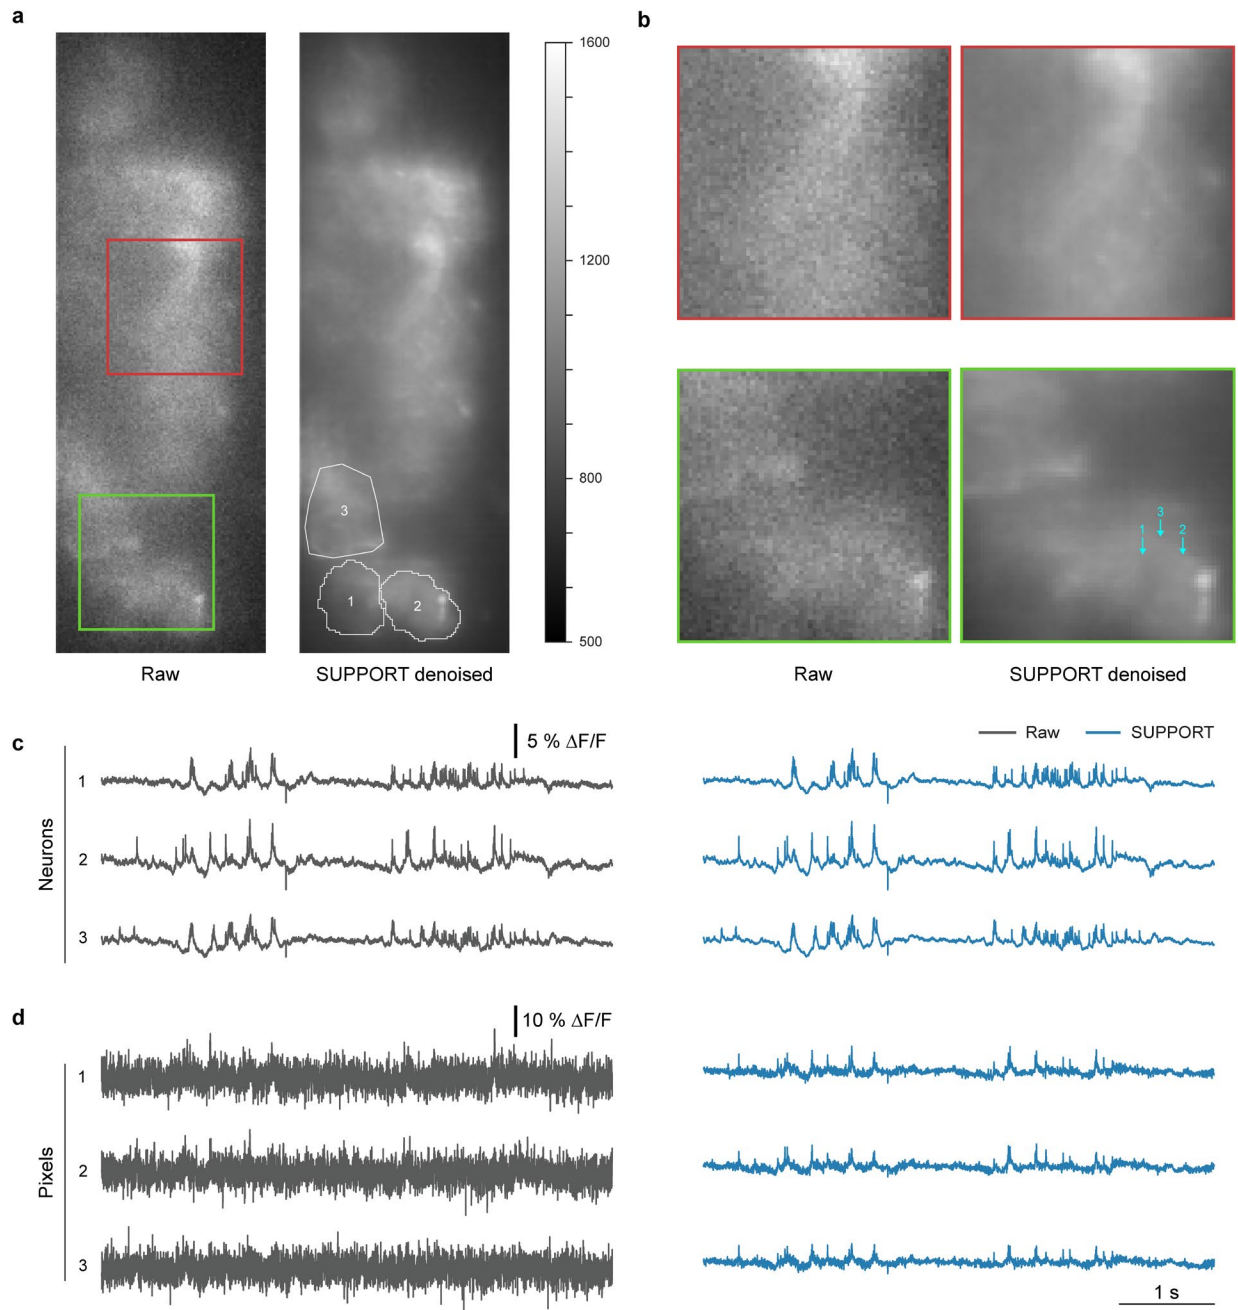 a
b
1600
1200
800
500
3
1
2
3
1
2
Raw
SUPPORT denoised
Raw
SUPPORT denoised
c
5 % ΔF/F
Raw
SUPPORT
Neurons
1
2
3
d
10 % ΔF/F
Pixels
1
2
3
1 s